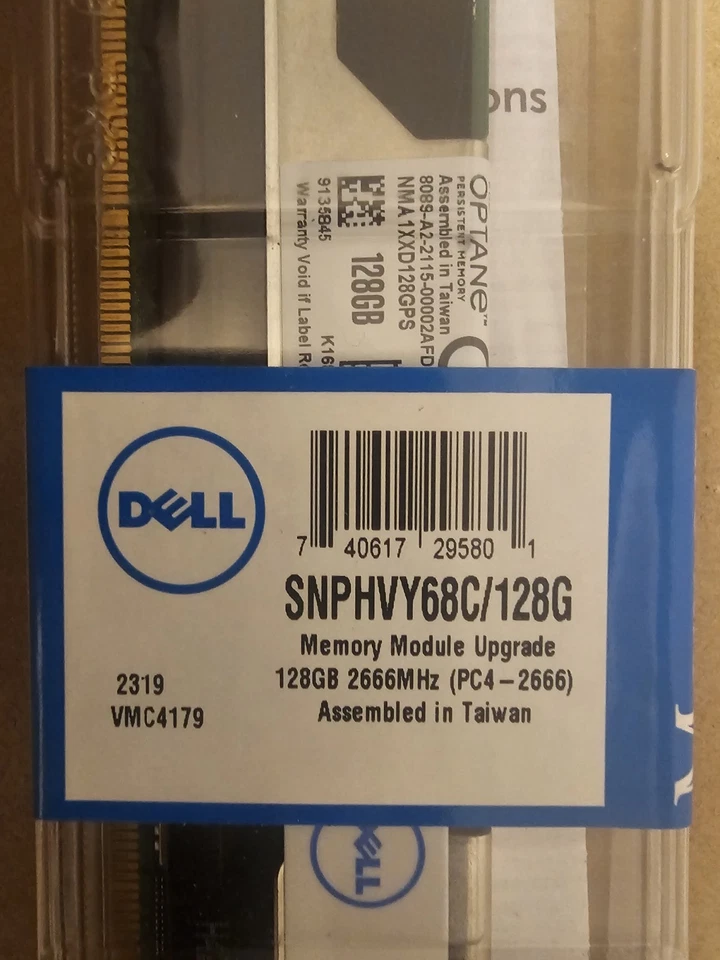 ons
OPTANE™
PERSISTENT MEMORY
Assembled in Taiwan
8089-A2-2115-00002AFD
NMA1XXD128GPS
128GB
9135845
K16
Warranty Void if Label Re
DELL
7 40617 29580 1
SNPHVY68C/128G
Memory Module Upgrade
128GB 2666MHz (PC4-2666)
Assembled in Taiwan
2319
VMC4179
DELL